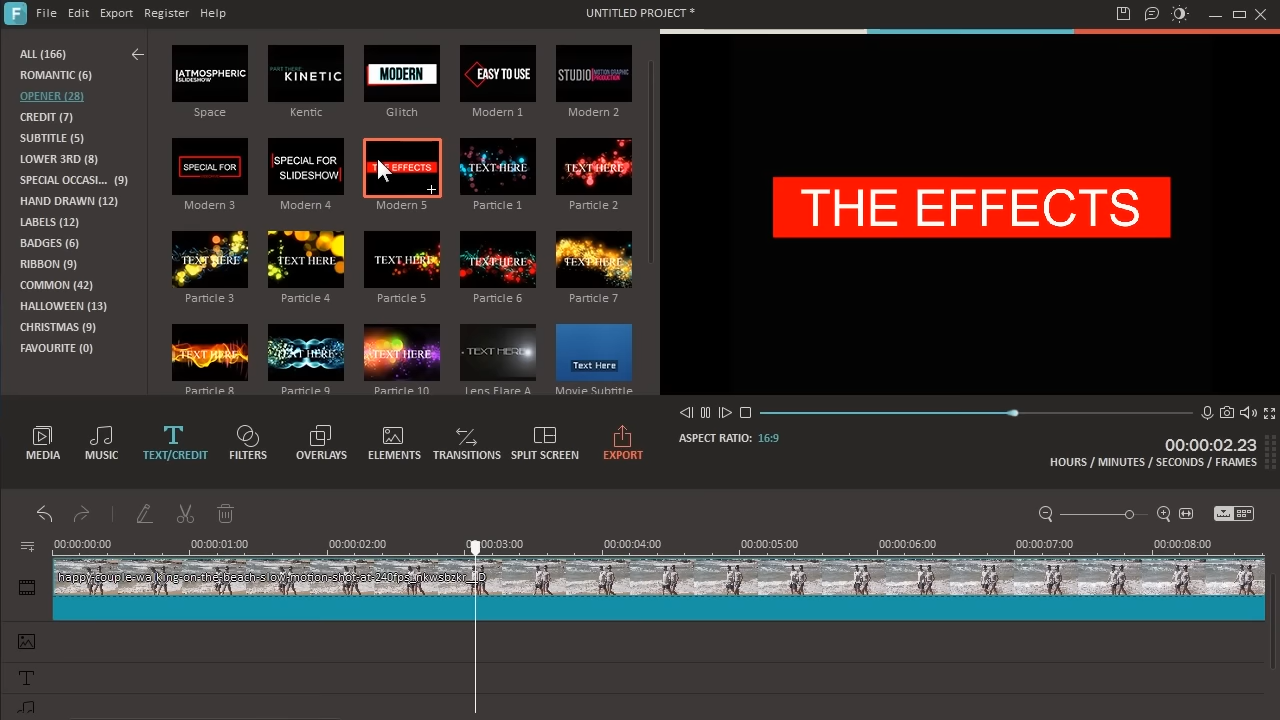 File Edit Export Register Help
UNTITLED PROJECT *
ALL (166)
ROMANTIC (6)
OPENER (28)
CREDIT (7)
SUBTITLE (5)
LOWER 3RD (8)
SPECIAL OCCASI... (9)
HAND DRAWN (12)
LABELS (12)
BADGES (6)
RIBBON (9)
COMMON (42)
HALLOWEEN (13)
CHRISTMAS (9)
FAVOURITE (0)
ATMOSPHERIC
SLIDESHOW
PART THERE
KINETIC
MODERN
EASY TO USE
STUDIO MOTION GRAPHIC
PRODUCTION
Space Kentic Glitch Modern 1 Modern 2
SPECIAL FOR
SPECIAL FOR
SLIDESHOW
EFFECTS
TEXT HERE
TEXT HERE
Modern 3 Modern 4 Modern 5 Particle 1 Particle 2
TEXT HERE TEXT HERE TEXT HERE TEXT HERE TEXT HERE
Particle 3 Particle 4 Particle 5 Particle 6 Particle 7
TEXT HERE TEXT HERE TEXT HERE TEXT HERE Text Here
Particle 8 Particle 9 Particle 10 Lens Flare A Movie Subtitle
THE EFFECTS
ASPECT RATIO: 16:9
00:00:02.23
HOURS / MINUTES / SECONDS / FRAMES
MEDIA MUSIC TEXT/CREDIT FILTERS OVERLAYS ELEMENTS TRANSITIONS SPLIT SCREEN EXPORT
00:00:00:00 00:00:01:00 00:00:02:00 00:00:03:00 00:00:04:00 00:00:05:00 00:00:06:00 00:00:07:00 00:00:08:00